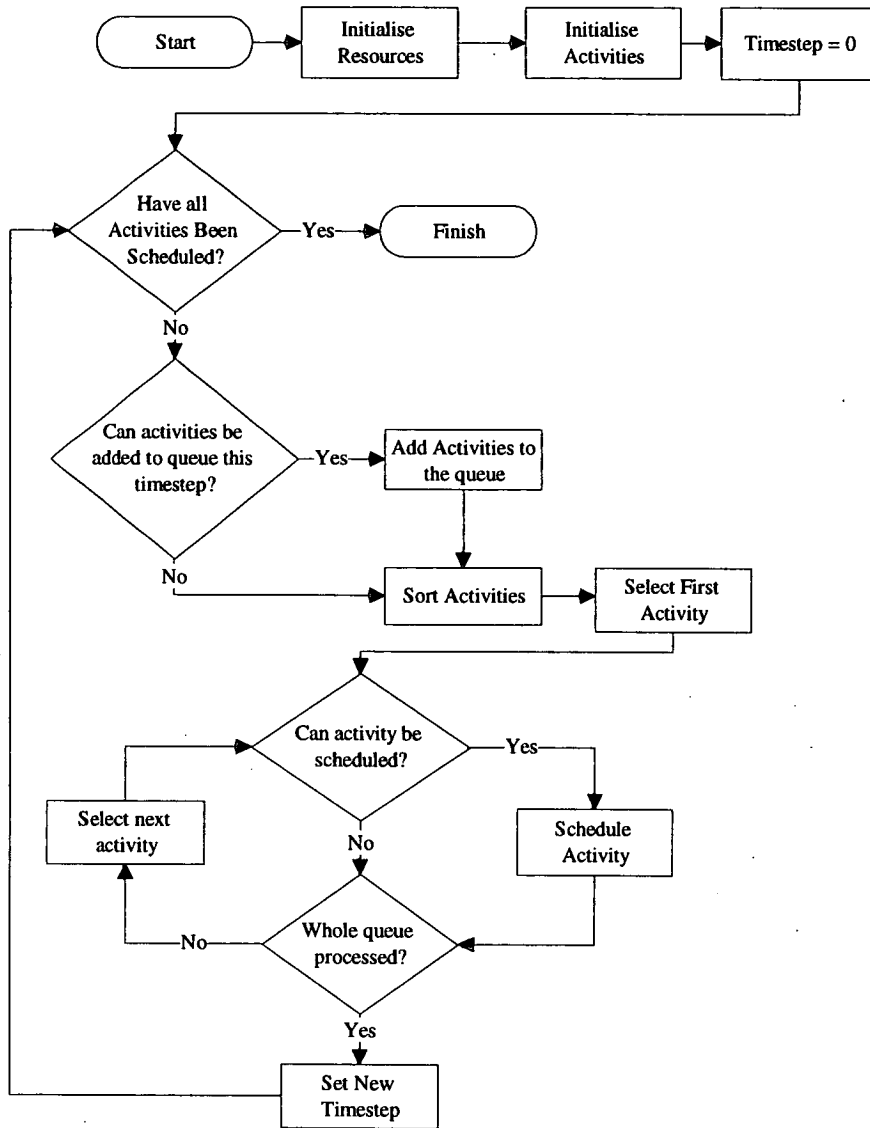 Start
Initialise
Resources
Initialise
Activities
Timestep = 0
Have all
Activities Been
Scheduled?
Yes
Finish
No
Can activities be
added to queue this
timestep?
Yes
Add Activities to
the queue
No
Sort Activities
Select First
Activity
Can activity be
scheduled?
Yes
Select next
activity
Schedule
Activity
No
Whole queue
processed?
No
Yes
Set New
Timestep